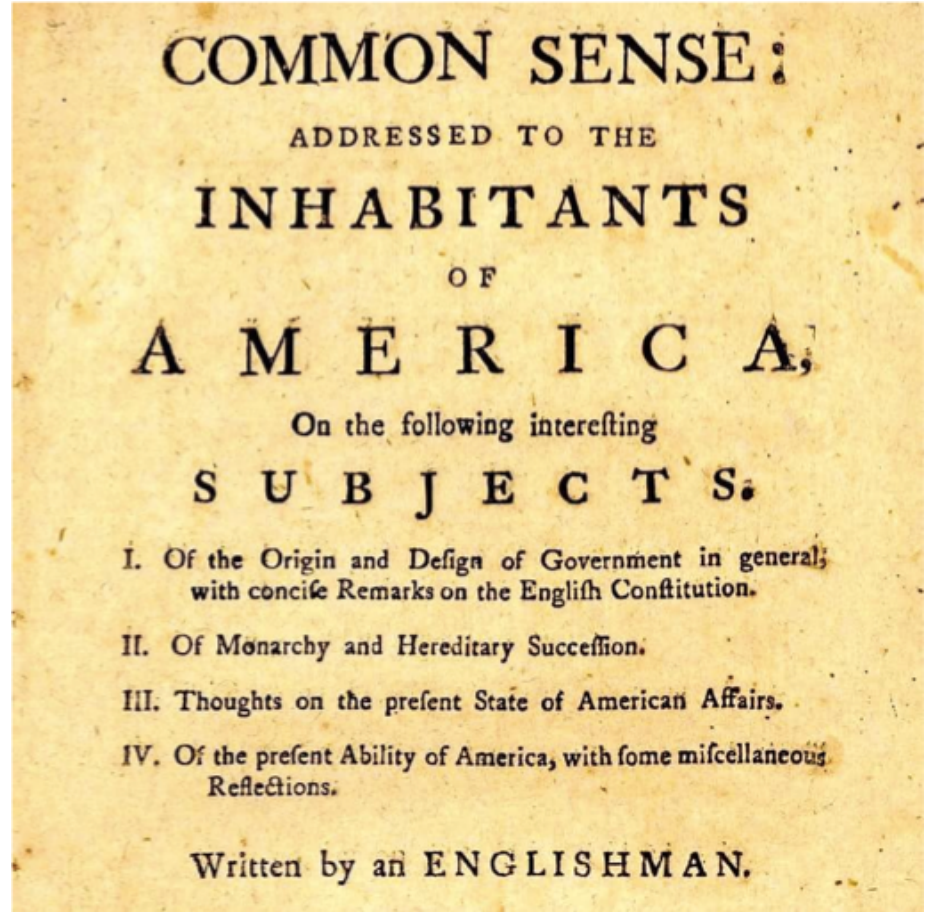 COMMON SENSE:
ADDRESSED TO THE
INHABITANTS
OF
AMERICA,
On the following intereſting
SUBJECTS.
I. Of the Origin and Deſign of Government in general;
with conciſe Remarks on the Engliſh Conſtitution.
II. Of Monarchy and Hereditary Succeſſion.
III. Thoughts on the preſent State of American Affairs.
IV. Of the preſent Ability of America, with ſome miſcellaneous
Reflections.
Written by an ENGLISHMAN.